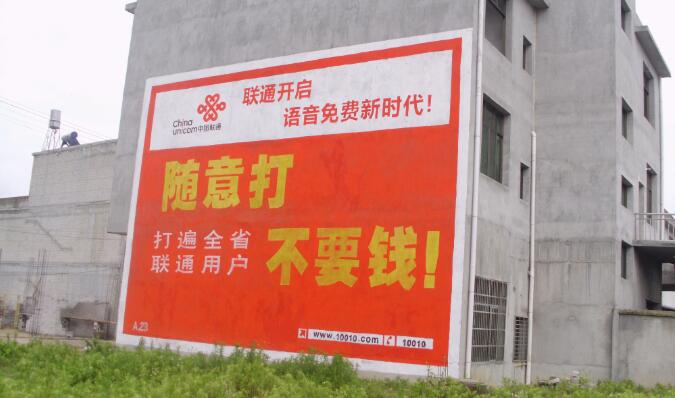 联通开启
语音免费新时代!
China
unicom中国联通
随意打
打遍全省
联通用户
不要钱!
A.23
www.10010.com
10010